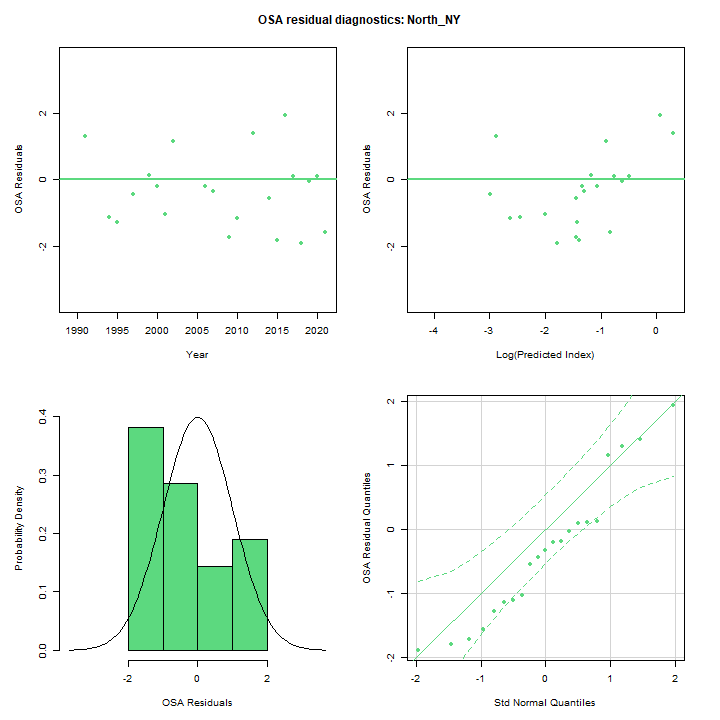 OSA residual diagnostics: North_NY
OSA Residuals
2
0
-2
1990 1995 2000 2005 2010 2015 2020
Year
OSA Residuals
2
0
-2
-4 -3 -2 -1 0
Log(Predicted Index)
Probability Density
0.4
0.3
0.2
0.1
0.0
-2 0 2
OSA Residuals
OSA Residual Quantiles
2
1
0
-1
-2
-2 -1 0 1 2
Std Normal Quantiles